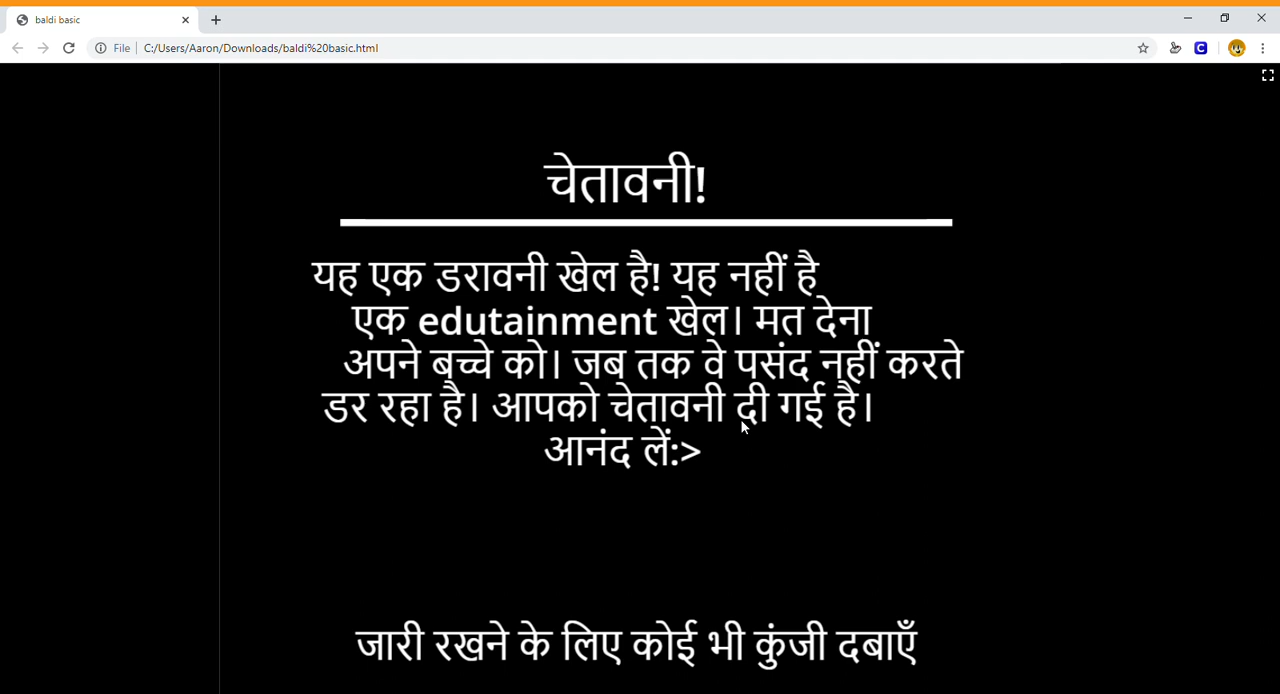 baldi basic
File
C:/Users/Aaron/Downloads/baldi%20basic.html
C
चेतावनी!
यह एक डरावनी खेल है! यह नहीं है
एक edutainment खेल। मत देना
अपने बच्चे को। जब तक वे पसंद नहीं करते
डर रहा है। आपको चेतावनी दी गई है।
आनंद लें:>
जारी रखने के लिए कोई भी कुंजी दबाएँ